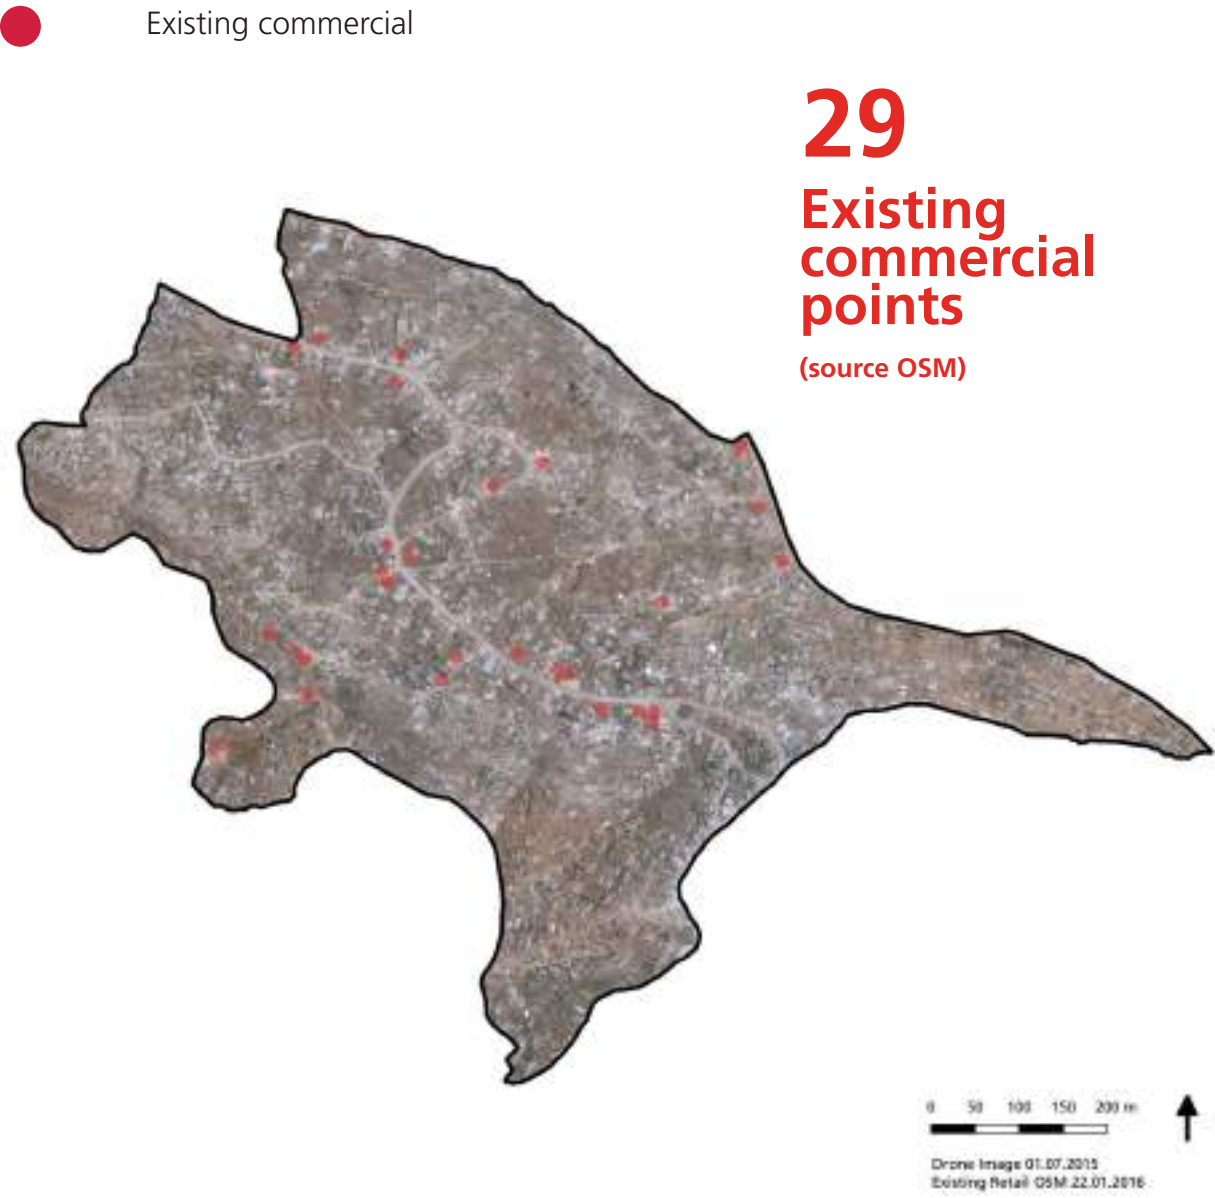 Existing commercial
29
Existing
commercial
points
(source OSM)
0 50 100 150 200 m
Drone Image 01.07.2015
Existing Retail OSM 22.01.2016